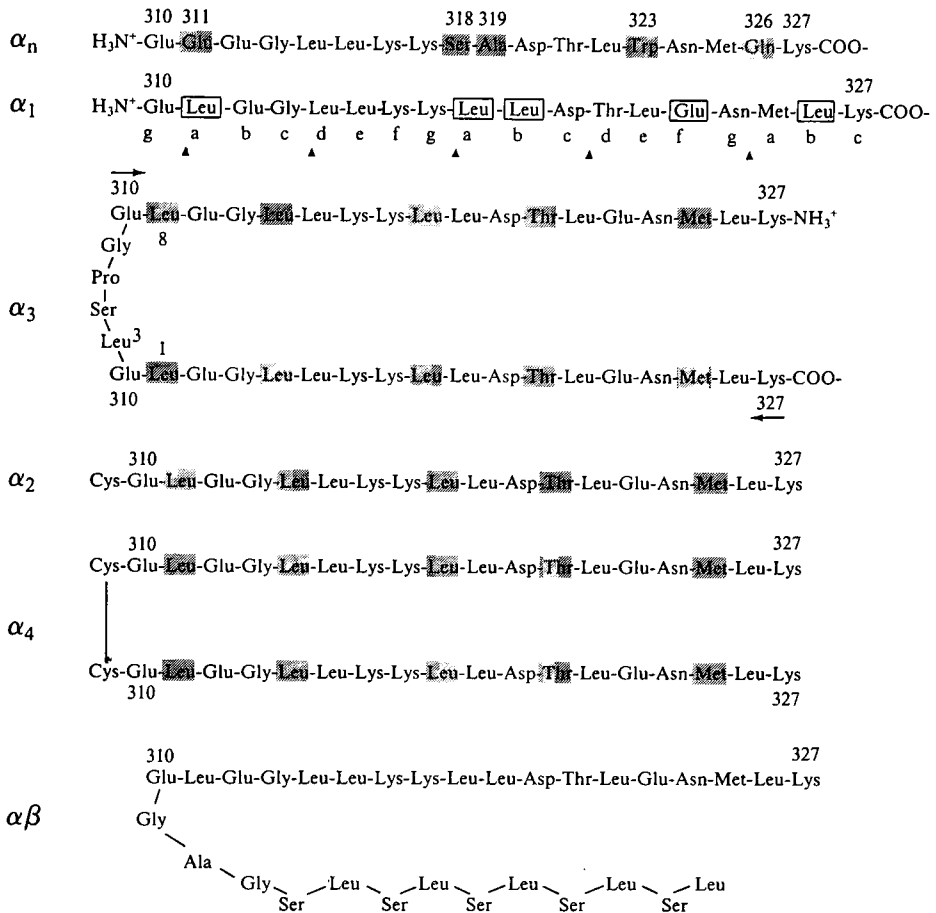 310 311 318 319 323 326 327
αn H₃N⁺-Glu-Gln-Glu-Gly-Leu-Leu-Lys-Lys-Ser-Ala-Asp-Thr-Leu-Trp-Asn-Met-Gln-Lys-COO-
310 327
α1 H₃N⁺-Glu-Leu-Glu-Gly-Leu-Leu-Lys-Lys-Leu-Leu-Asp-Thr-Leu-Glu-Asn-Met-Leu-Lys-COO-
g a b c d e f g a b c d e f g a b c
310 327
Glu-Leu-Glu-Gly-Leu-Leu-Lys-Lys-Leu-Leu-Asp-Thr-Leu-Glu-Asn-Met-Leu-Lys-NH₃⁺
8
Gly
Pro
α3 Ser
Leu³
1
Glu-Leu-Glu-Gly-Leu-Leu-Lys-Lys-Leu-Leu-Asp-Thr-Leu-Glu-Asn-Met-Leu-Lys-COO-
310 327
310 327
α2 Cys-Glu-Leu-Glu-Gly-Leu-Leu-Lys-Lys-Leu-Leu-Asp-Thr-Leu-Glu-Asn-Met-Leu-Lys
310 327
Cys-Glu-Leu-Glu-Gly-Leu-Leu-Lys-Lys-Leu-Leu-Asp-Thr-Leu-Glu-Asn-Met-Leu-Lys
α4
Cys-Glu-Leu-Glu-Gly-Leu-Leu-Lys-Lys-Leu-Leu-Asp-Thr-Leu-Glu-Asn-Met-Leu-Lys
310 327
310 327
Glu-Leu-Glu-Gly-Leu-Leu-Lys-Lys-Leu-Leu-Asp-Thr-Leu-Glu-Asn-Met-Leu-Lys
αβ Gly
Ala
Gly Leu Leu Leu Leu Leu
Ser Ser Ser Ser Ser